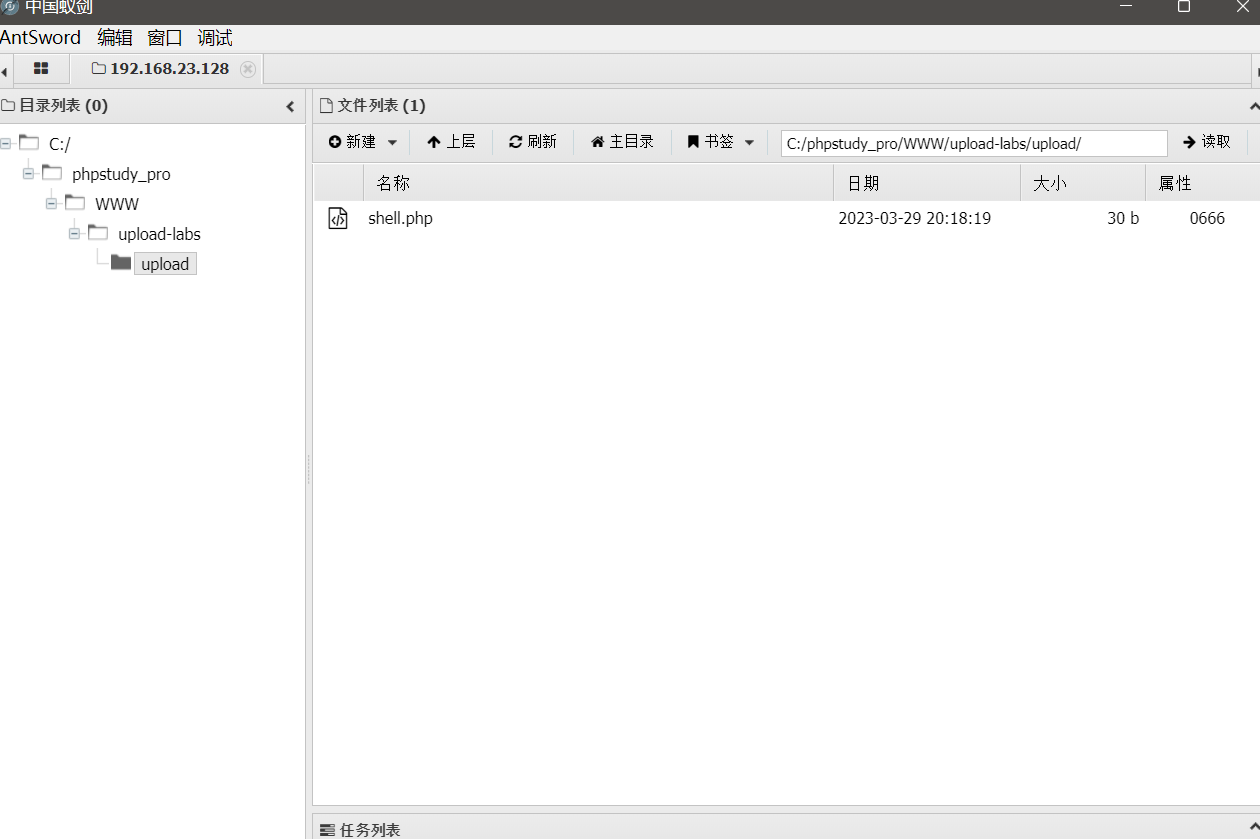 中国蚁剑
AntSword 编辑 窗口 调试
192.168.23.128
目录列表 (0)
文件列表 (1)
新建 上层 刷新 主目录 书签 C:/phpstudy_pro/WWW/upload-labs/upload/ 读取
名称 日期 大小 属性
shell.php 2023-03-29 20:18:19 30 b 0666
C:/
phpstudy_pro
WWW
upload-labs
upload
任务列表